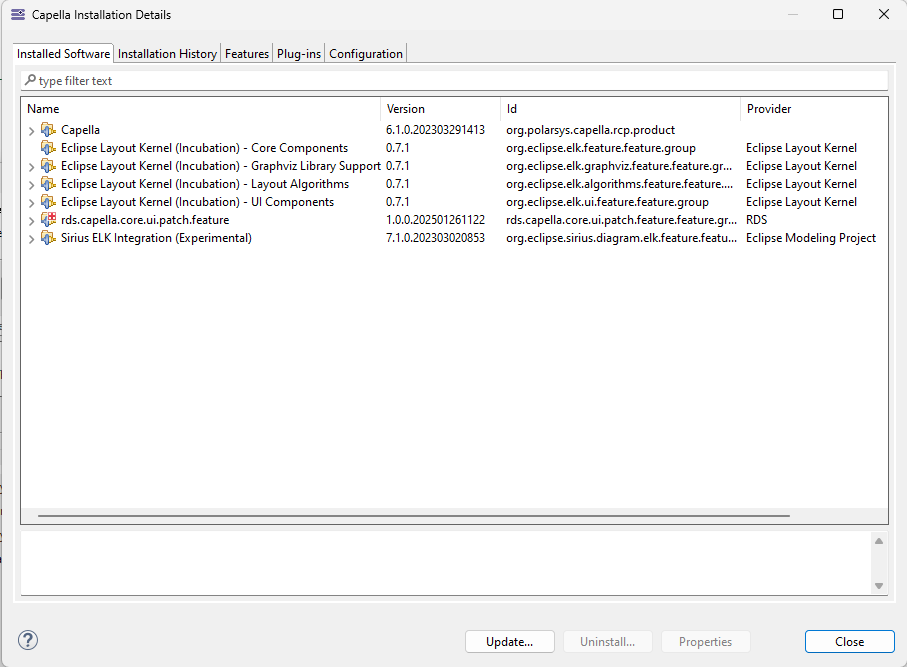 Capella Installation Details
Installed Software Installation History Features Plug-ins Configuration
type filter text
Name Version Id Provider
Capella 6.1.0.202303291413 org.polarsys.capella.rcp.product
Eclipse Layout Kernel (Incubation) - Core Components 0.7.1 org.eclipse.elk.feature.feature.group Eclipse Layout Kernel
Eclipse Layout Kernel (Incubation) - Graphviz Library Support 0.7.1 org.eclipse.elk.graphviz.feature.feature.gr... Eclipse Layout Kernel
Eclipse Layout Kernel (Incubation) - Layout Algorithms 0.7.1 org.eclipse.elk.algorithms.feature.feature.... Eclipse Layout Kernel
Eclipse Layout Kernel (Incubation) - UI Components 0.7.1 org.eclipse.elk.ui.feature.feature.group Eclipse Layout Kernel
rds.capella.core.ui.patch.feature 1.0.0.202501261122 rds.capella.core.ui.patch.feature.feature.gr... RDS
Sirius ELK Integration (Experimental) 7.1.0.202303020853 org.eclipse.sirius.diagram.elk.feature.featu... Eclipse Modeling Project
? Update... Uninstall... Properties Close